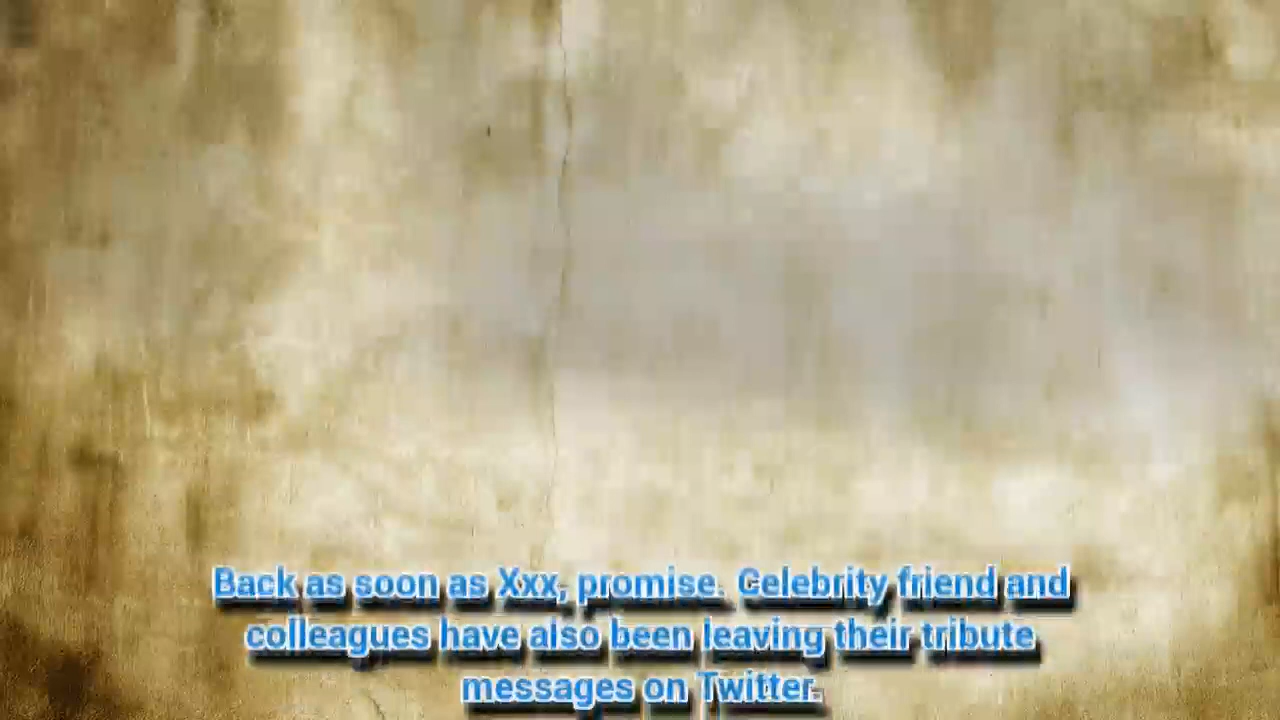 Back as soon as Xxx, promise. Celebrity friend and
colleagues have also been leaving their tribute
messages on Twitter.